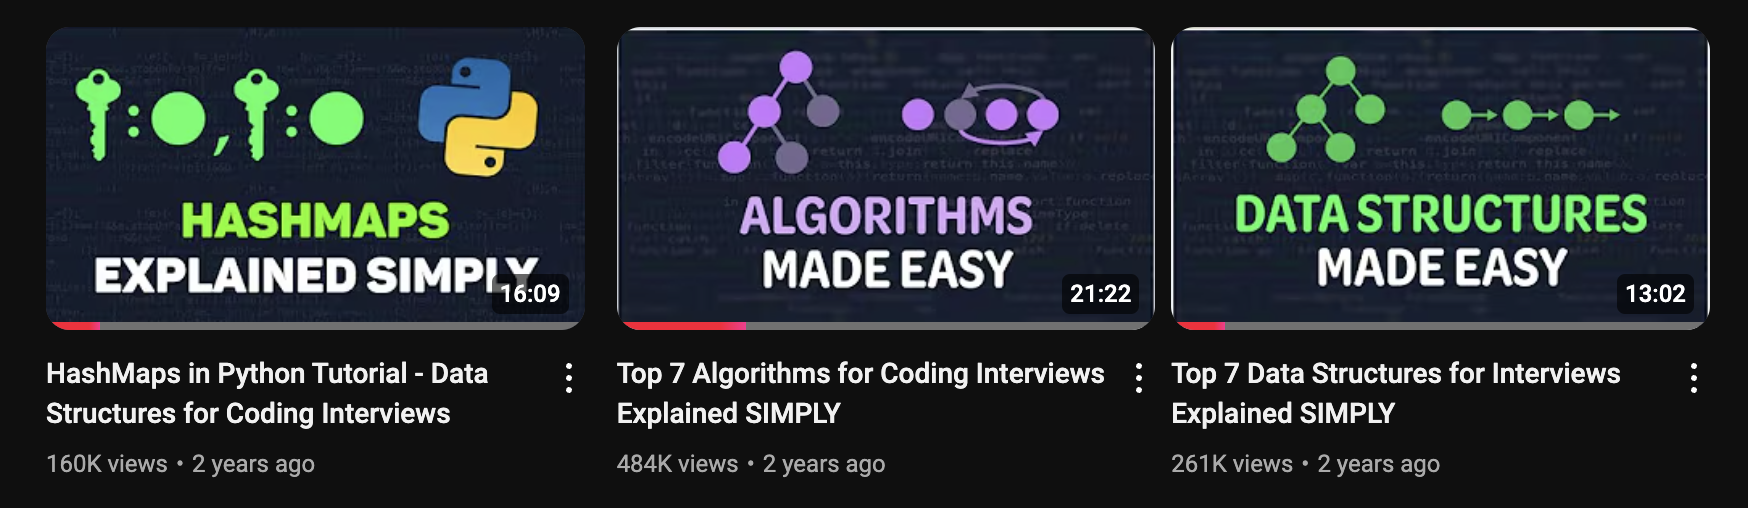 HASHMAPS
EXPLAINED SIMPLY
16:09
HashMaps in Python Tutorial - Data
Structures for Coding Interviews
160K views • 2 years ago
ALGORITHMS
MADE EASY
21:22
Top 7 Algorithms for Coding Interviews
Explained SIMPLY
484K views • 2 years ago
DATA STRUCTURES
MADE EASY
13:02
Top 7 Data Structures for Interviews
Explained SIMPLY
261K views • 2 years ago